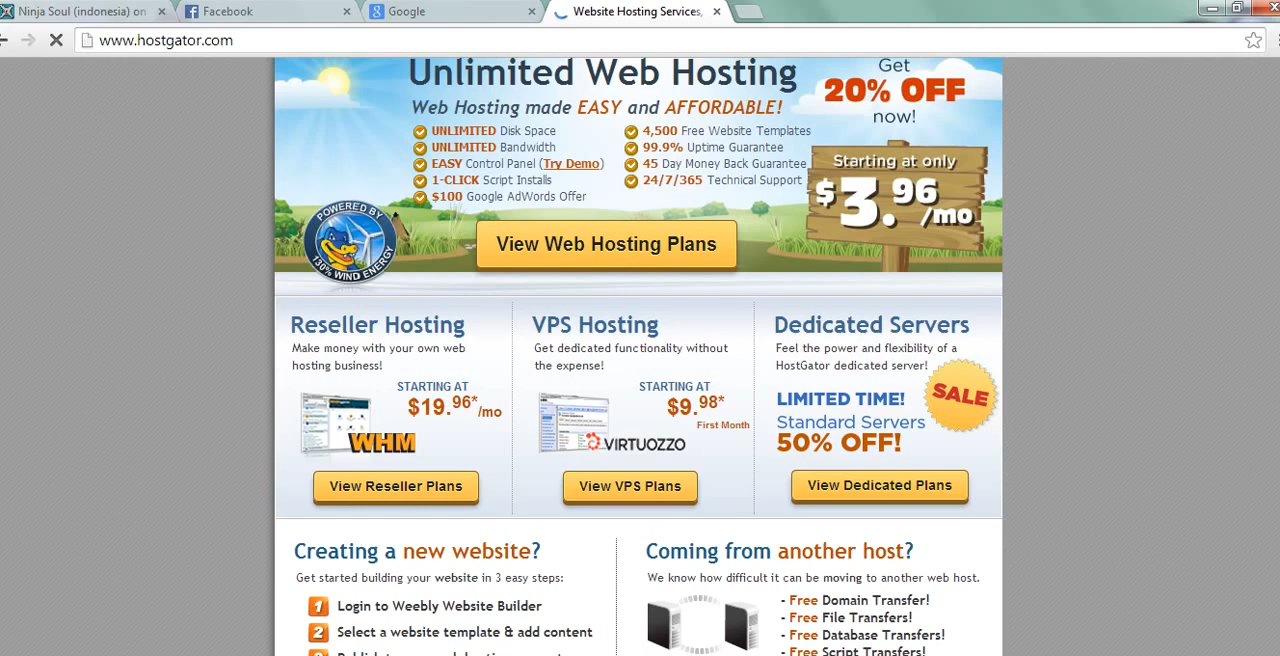 Ninja Soul (indonesia) on
Facebook
Google
Website Hosting Services,
www.hostgator.com
Unlimited Web Hosting
Web Hosting made EASY and AFFORDABLE!
UNLIMITED Disk Space
UNLIMITED Bandwidth
EASY Control Panel (Try Demo)
1-CLICK Script Installs
$100 Google AdWords Offer
4,500 Free Website Templates
99.9% Uptime Guarantee
45 Day Money Back Guarantee
24/7/365 Technical Support
Get
20% OFF
now!
Starting at only
$3.96
/mo
POWERED BY
130% WIND ENERGY
View Web Hosting Plans
Reseller Hosting
Make money with your own web
hosting business!
STARTING AT
$19.96*/mo
WHM
View Reseller Plans
VPS Hosting
Get dedicated functionality without
the expense!
STARTING AT
$9.98*
First Month
VIRTUOZZO
View VPS Plans
Dedicated Servers
Feel the power and flexibility of a
HostGator dedicated server!
LIMITED TIME!
Standard Servers
50% OFF!
SALE
View Dedicated Plans
Creating a new website?
Get started building your website in 3 easy steps:
1 Login to Weebly Website Builder
2 Select a website template & add content
Coming from another host?
We know how difficult it can be moving to another web host.
- Free Domain Transfer!
- Free File Transfers!
- Free Database Transfers!
- Free Script Transfers!